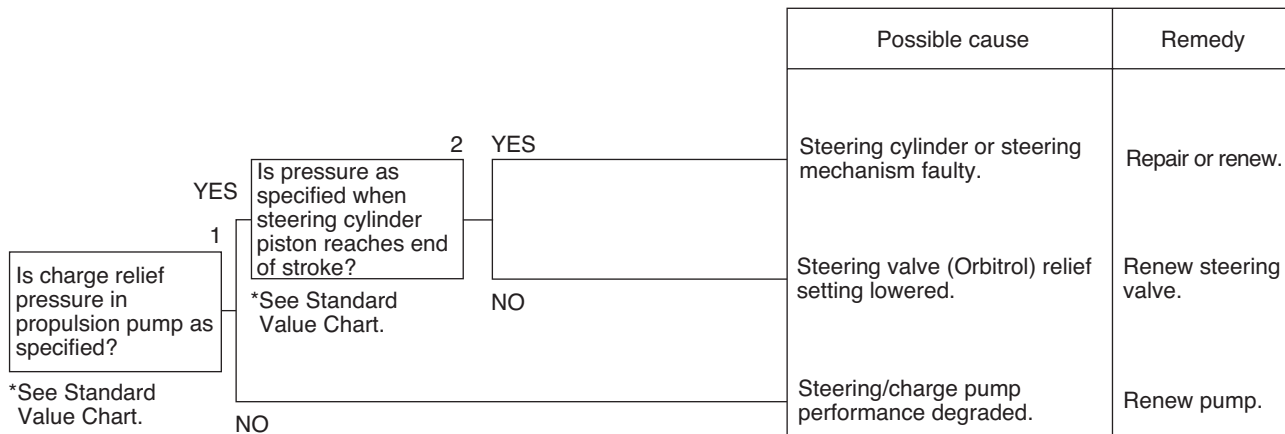 Possible cause
Remedy
2
YES
Steering cylinder or steering
mechanism faulty.
Repair or renew.
YES
Is pressure as
specified when
steering cylinder
piston reaches end
of stroke?
1
Is charge relief
pressure in
propulsion pump as
specified?
*See Standard
Value Chart.
NO
Steering valve (Orbitrol) relief
setting lowered.
Renew steering
valve.
*See Standard
Value Chart.
NO
Steering/charge pump
performance degraded.
Renew pump.